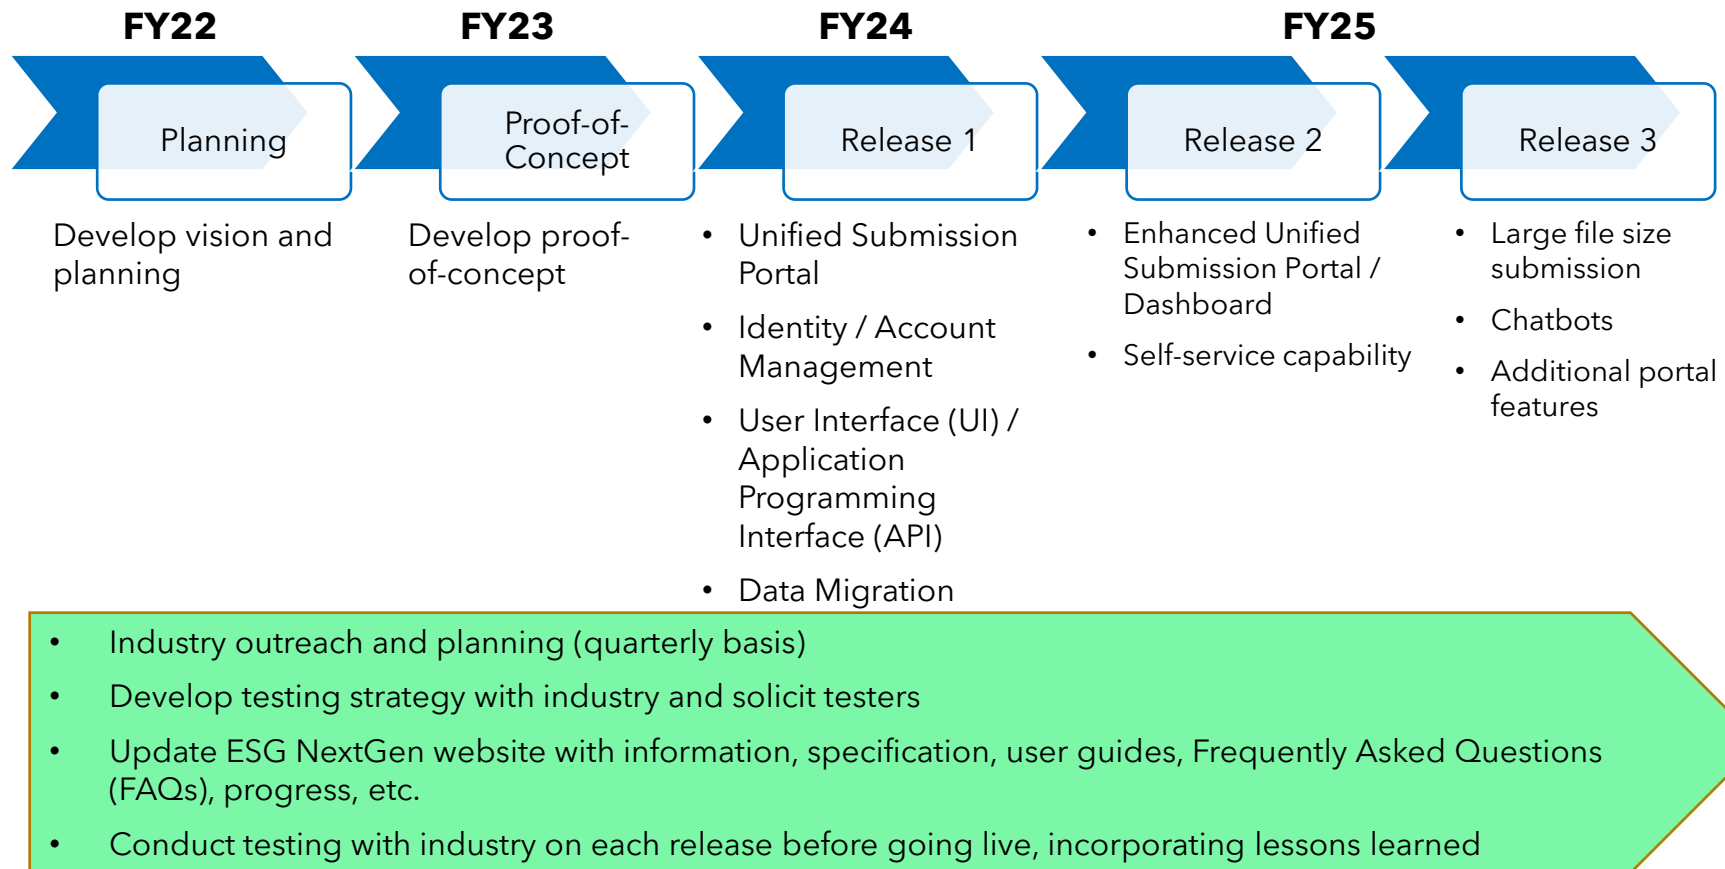 FY22
FY23
FY24
FY25
Planning
Proof-of-
Concept
Release 1
Release 2
Release 3
Develop vision and
planning
Develop proof-
of-concept
• Unified Submission
Portal
• Identity / Account
Management
• User Interface (UI) /
Application
Programming
Interface (API)
• Data Migration
• Enhanced Unified
Submission Portal /
Dashboard
• Self-service capability
• Large file size
submission
• Chatbots
• Additional portal
features
• Industry outreach and planning (quarterly basis)
• Develop testing strategy with industry and solicit testers
• Update ESG NextGen website with information, specification, user guides, Frequently Asked Questions
(FAQs), progress, etc.
• Conduct testing with industry on each release before going live, incorporating lessons learned